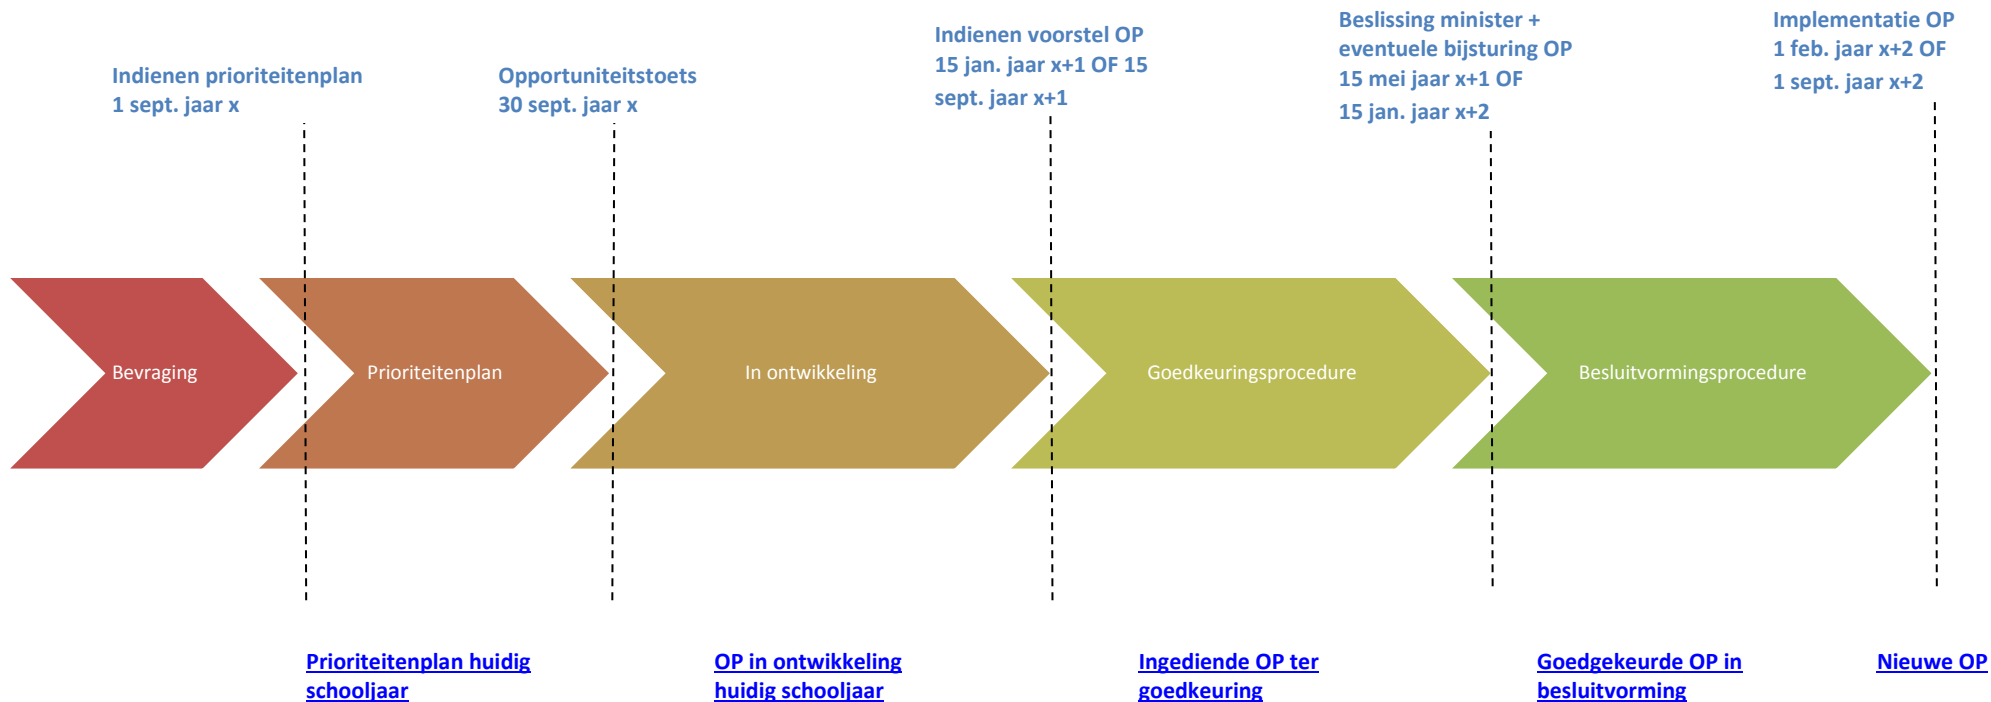 Indienen prioriteitenplan
1 sept. jaar x
Opportuniteitstoets
30 sept. jaar x
Indienen voorstel OP
15 jan. jaar x+1 OF 15
sept. jaar x+1
Beslissing minister +
eventuele bijsturing OP
15 mei jaar x+1 OF
15 jan. jaar x+2
Implementatie OP
1 feb. jaar x+2 OF
1 sept. jaar x+2
Bevraging
Prioriteitenplan
In ontwikkeling
Goedkeuringsprocedure
Besluitvormingsprocedure
Prioriteitenplan huidig
schooljaar
OP in ontwikkeling
huidig schooljaar
Ingediende OP ter
goedkeuring
Goedgekeurde OP in
besluitvorming
Nieuwe OP